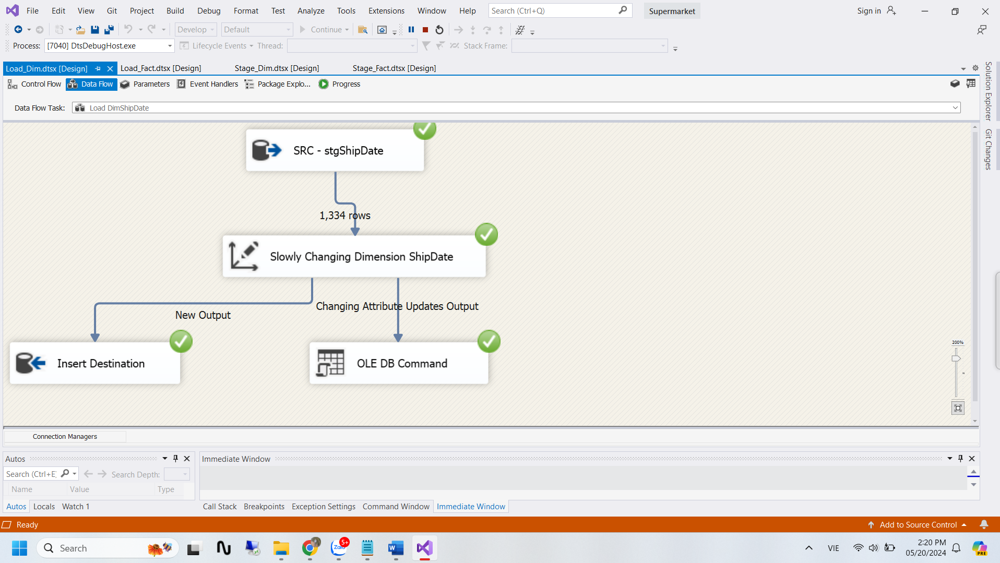 File Edit View Git Project Build Debug Format Test Analyze Tools Extensions Window Help Search (Ctrl+Q) Supermarket Sign in
Develop Default Continue
Process: [7040] DtsDebugHost.exe Lifecycle Events Thread: Stack Frame:
Load_Dim.dtsx [Design] Load_Fact.dtsx [Design] Stage_Dim.dtsx [Design] Stage_Fact.dtsx [Design]
Control Flow Data Flow Parameters Event Handlers Package Explo... Progress
Data Flow Task: Load DimShipDate
Solution Explorer
Git Changes
SRC - stgShipDate
1,334 rows
Slowly Changing Dimension ShipDate
Changing Attribute Updates Output
New Output
Insert Destination OLE DB Command
200%
Connection Managers
Autos Immediate Window
Search (Ctrl+E) Search Depth:
Name Value Type
Autos Locals Watch 1 Call Stack Breakpoints Exception Settings Command Window Immediate Window
Ready Add to Source Control
Search 5+ Zalo W VIE 2:20 PM PRE
05/20/2024